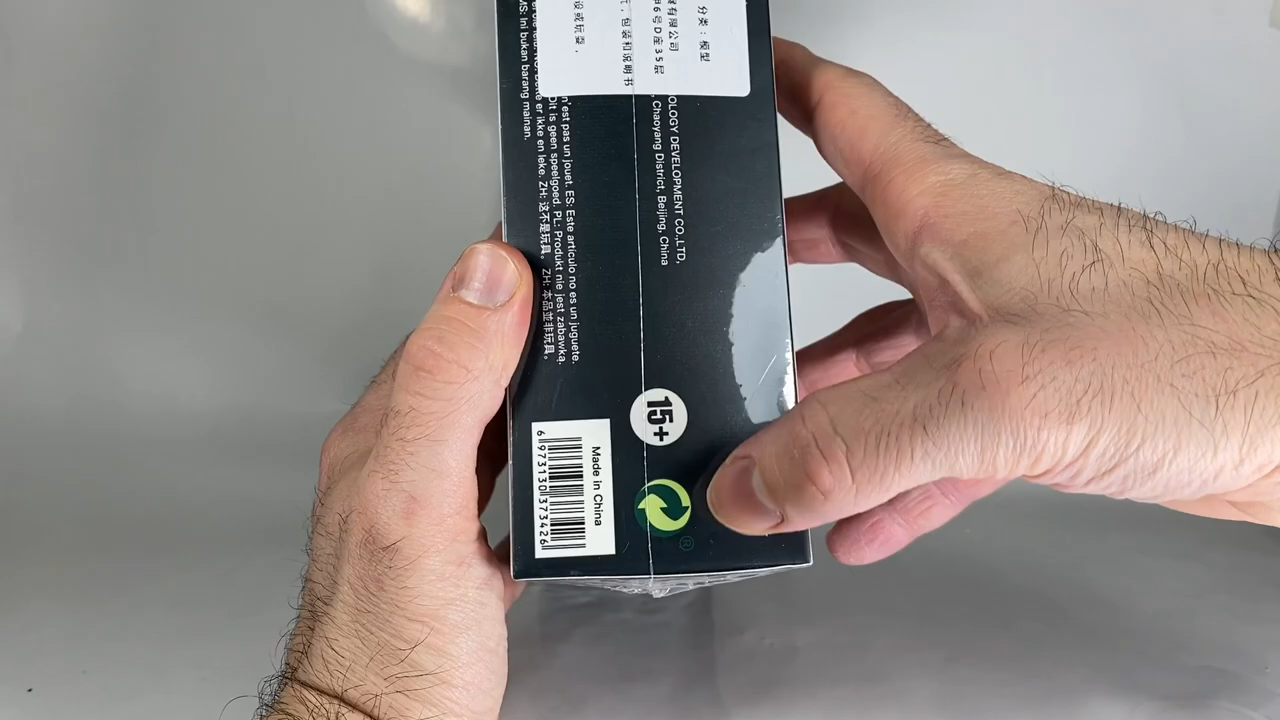 分类：模型
有限公司
6号D座35层
，包装和说明书
设或玩耍，
OLOGY DEVELOPMENT CO.,LTD,
, Chaoyang District, Beijing, China
n'est pas un jouet. ES: Este artículo no es un juguete.
Dit is geen speelgoed. PL: Produkt nie jest zabawką.
er ikke en leke. ZH: 这不是玩具。 ZH: 本品並非玩具。
MS: Ini bukan barang mainan.
15+
®
Made in China
6973130373426